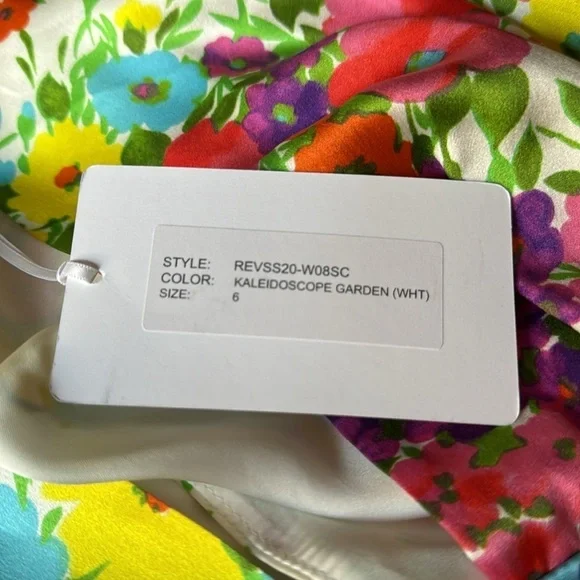 STYLE: REVSS20-W08SC
COLOR: KALEIDOSCOPE GARDEN (WHT)
SIZE: 6